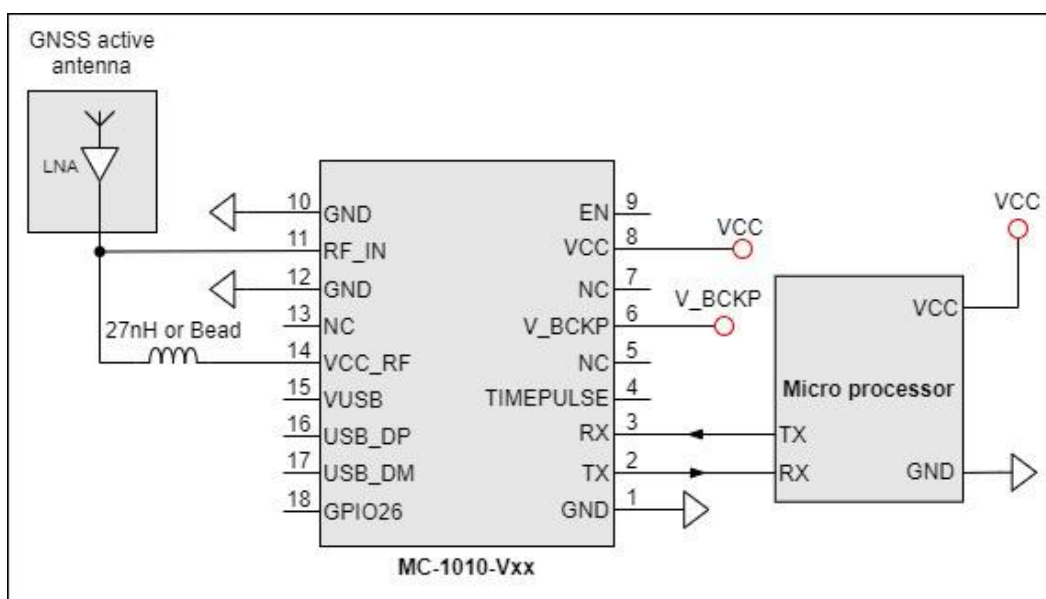 GNSS active
antenna
LNA
10
GND
11
RF_IN
12
GND
13
NC
27nH or Bead
14
VCC_RF
15
VUSB
16
USB_DP
17
USB_DM
18
GPIO26
9
EN
8
VCC
VCC
7
NC
6
V_BCKP
V_BCKP
5
NC
4
TIMEPULSE
3
RX
2
TX
1
GND
MC-1010-Vxx
VCC
VCC
Micro processor
TX
RX
GND